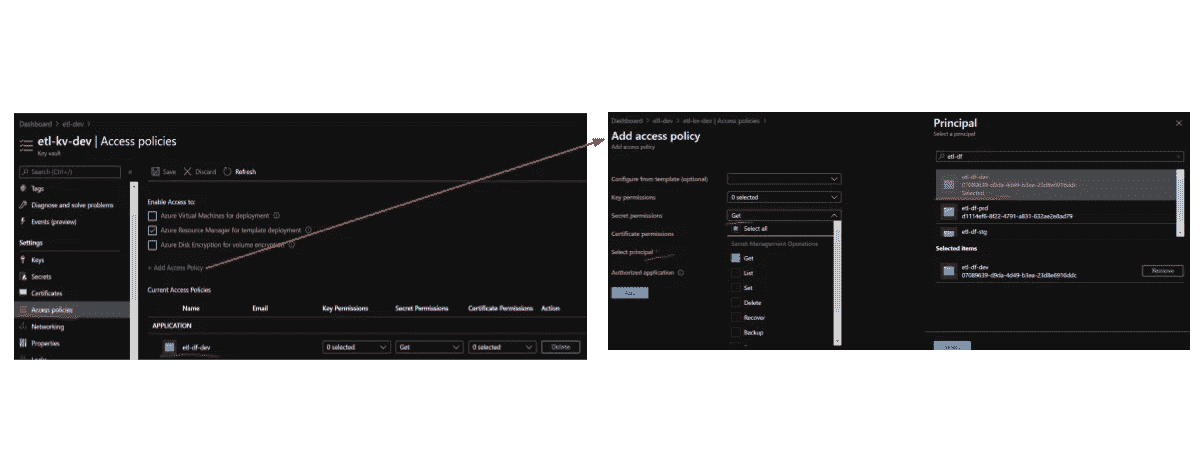 Dashboard > etl-dev >
etl-kv-dev | Access policies
Key vault
Search (Ctrl+/)
«
Save
Discard
Refresh
Tags
Diagnose and solve problems
Events (preview)
Settings
Keys
Secrets
Certificates
Access policies
Networking
Properties
Locks
Enable Access to:
Azure Virtual Machines for deployment
Azure Resource Manager for template deployment
Azure Disk Encryption for volume encryption
+ Add Access Policy
Current Access Policies
Name Email Key Permissions Secret Permissions Certificate Permissions Action
APPLICATION
etl-df-dev 0 selected Get 0 selected Delete
Dashboard > etl-dev > etl-kv-dev | Access policies >
Add access policy
Add access policy
Configure from template (optional)
Key permissions 0 selected
Secret permissions Get
Select all
Certificate permissions
Secret Management Operations
Select principal
Get
Authorized application
List
Set
Add
Delete
Recover
Backup
Principal
Select a principal
etl-df
etl-df-dev
07089639-d9da-4d49-b3ea-23d8e6916ddc
Selected
etl-df-prd
d1114ef6-8f22-4791-a831-632ae2e8ad79
etl-df-stg
Selected items
etl-df-dev
07089639-d9da-4d49-b3ea-23d8e6916ddc
Remove